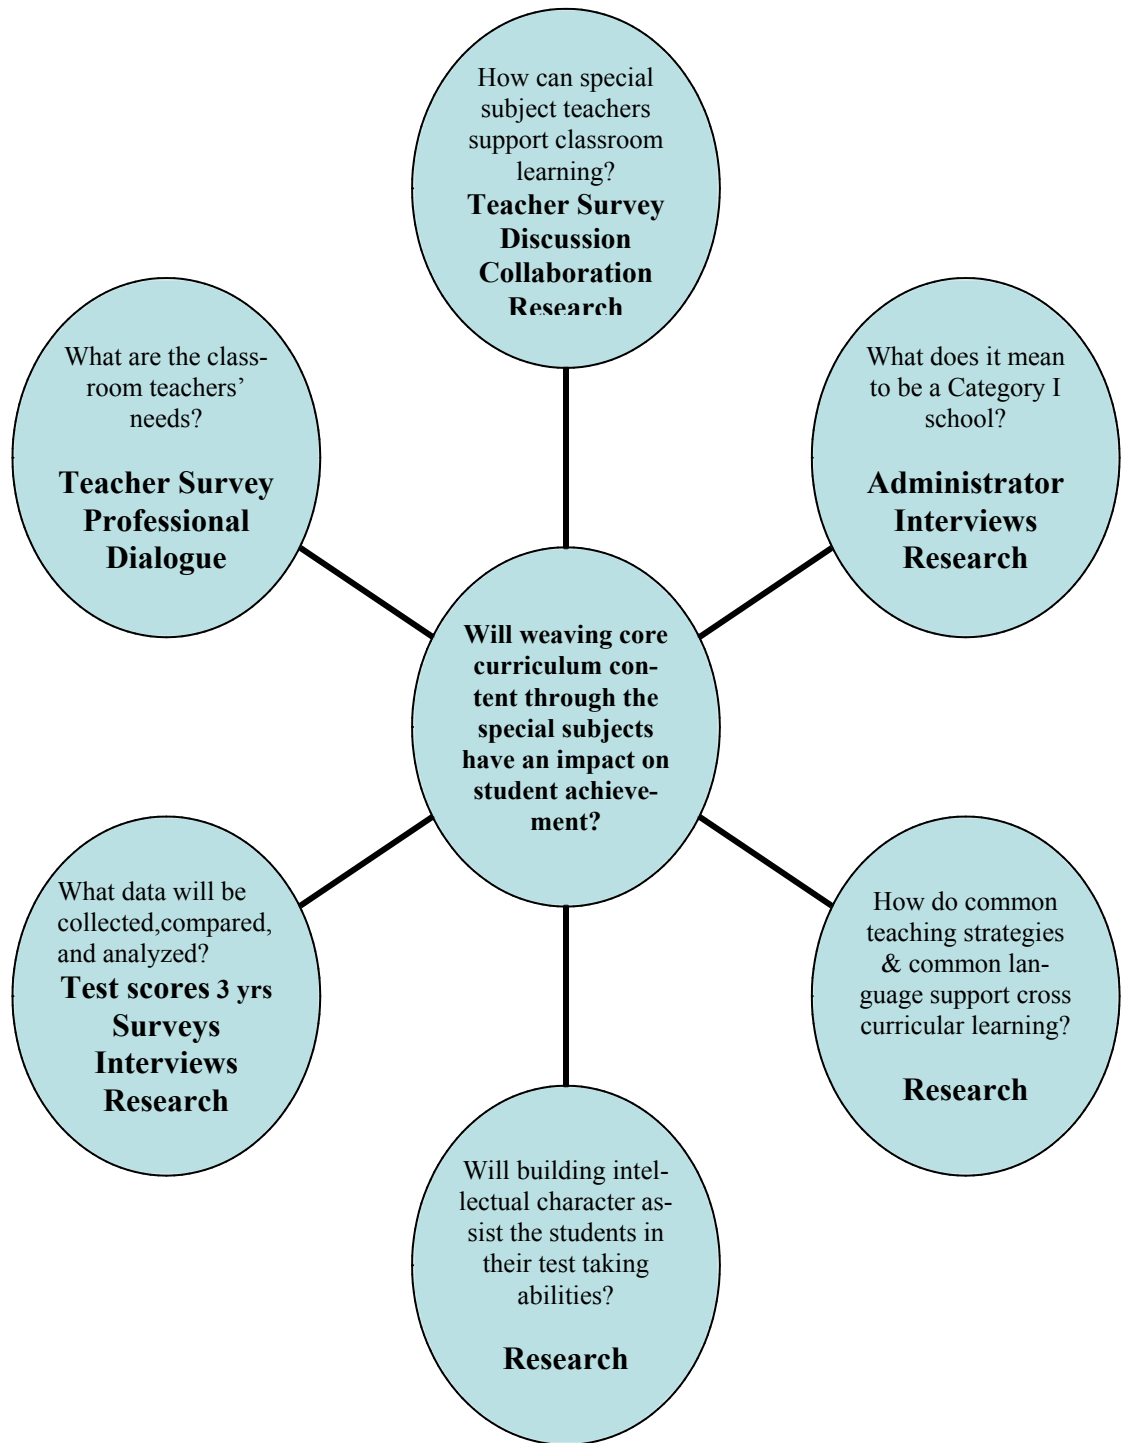 How can special
subject teachers
support classroom
learning?
Teacher Survey
Discussion
Collaboration
Research
What are the class-
room teachers’
needs?
Teacher Survey
Professional
Dialogue
What does it mean
to be a Category I
school?
Administrator
Interviews
Research
Will weaving core
curriculum con-
tent through the
special subjects
have an impact on
student achieve-
ment?
What data will be
collected,compared,
and analyzed?
Test scores 3 yrs
Surveys
Interviews
Research
How do common
teaching strategies
& common lan-
guage support cross
curricular learning?
Research
Will building intel-
lectual character as-
sist the students in
their test taking
abilities?
Research